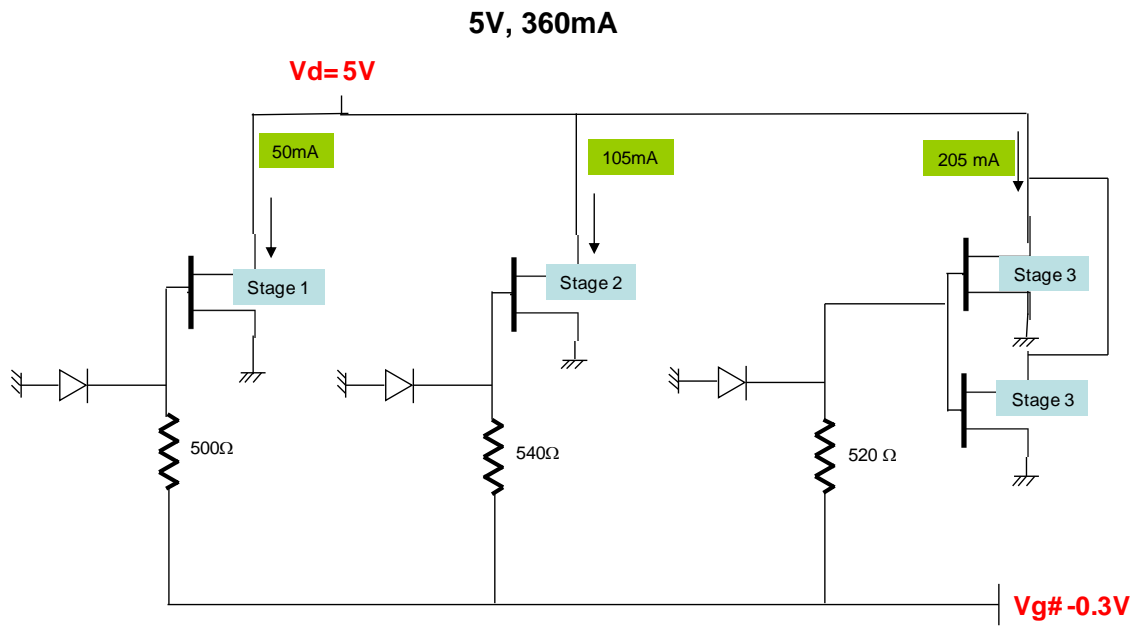 5V, 360mA
Vd= 5V
50mA
105mA
205 mA
Stage 1
Stage 2
Stage 3
Stage 3
500Ω
540Ω
520 Ω
Vg# -0.3V